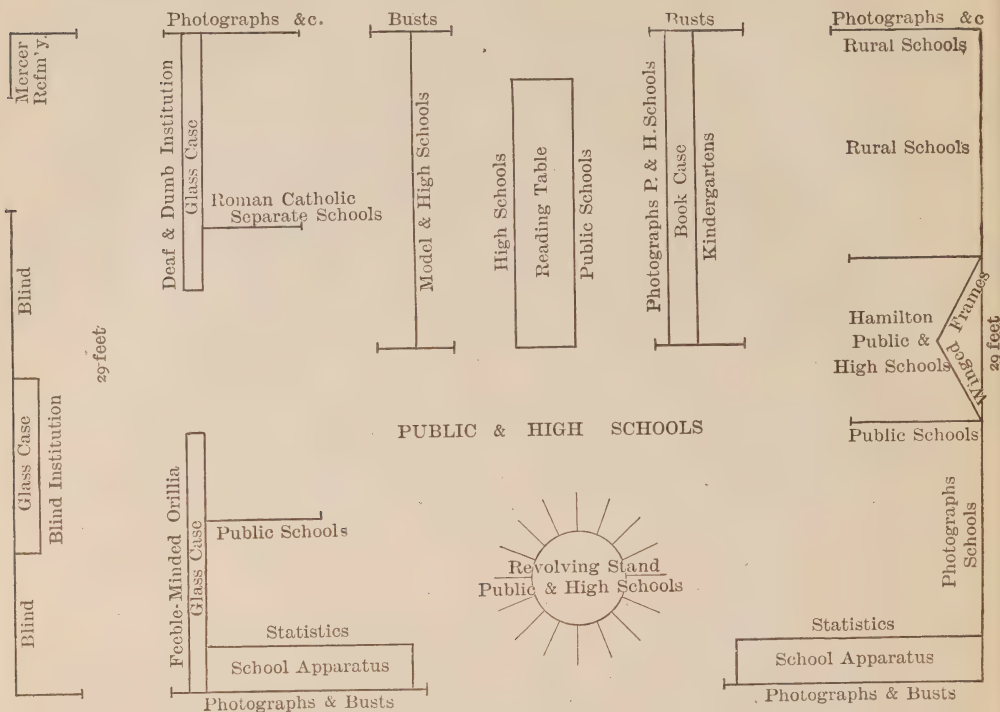 Photographs &c.
Busts
Busts
Photographs &c
Mercer
Refm'y.
Deaf & Dumb Institution
Glass Case
Roman Catholic
Separate Schools
Model & High Schools
High Schools
Reading Table
Public Schools
Photographs P. & H. Schools
Book Case
Kindergartens
Rural Schools
Rural Schools
Blind
29 feet
Glass Case
Blind Institution
Blind
Hamilton
Public &
High Schools
Winged Frames
29 feet
PUBLIC & HIGH SCHOOLS
Public Schools
Feeble-Minded Orillia
Glass Case
Public Schools
Revolving Stand
Public & High Schools
Photographs
Schools
Statistics
School Apparatus
Photographs & Busts
Statistics
School Apparatus
Photographs & Busts